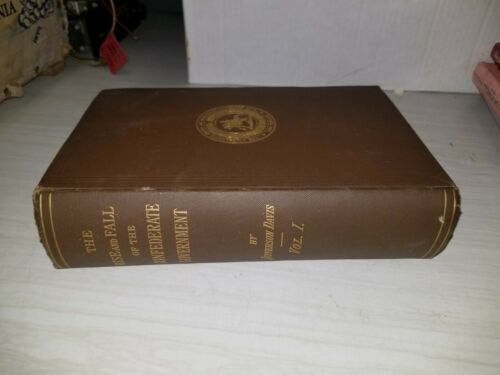 THE
RISE AND FALL
OF THE
CONFEDERATE
GOVERNMENT
BY
JEFFERSON DAVIS
VOL. I.